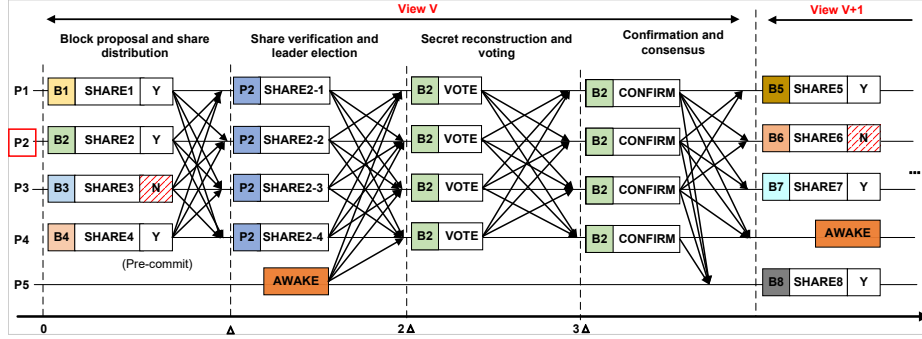 View V
View V+1
Block proposal and share distribution
Share verification and leader election
Secret reconstruction and voting
Confirmation and consensus
P1 B1 SHARE1 Y P2 SHARE2-1 B2 VOTE B2 CONFIRM B5 SHARE5 Y
P2 B2 SHARE2 Y P2 SHARE2-2 B2 VOTE B2 CONFIRM B6 SHARE6 N
P3 B3 SHARE3 N P2 SHARE2-3 B2 VOTE B2 CONFIRM B7 SHARE7 Y ...
P4 B4 SHARE4 Y P2 SHARE2-4 B2 VOTE B2 CONFIRM AWAKE
(Pre-commit)
P5 AWAKE B8 SHARE8 Y
0 Δ 2Δ 3Δ